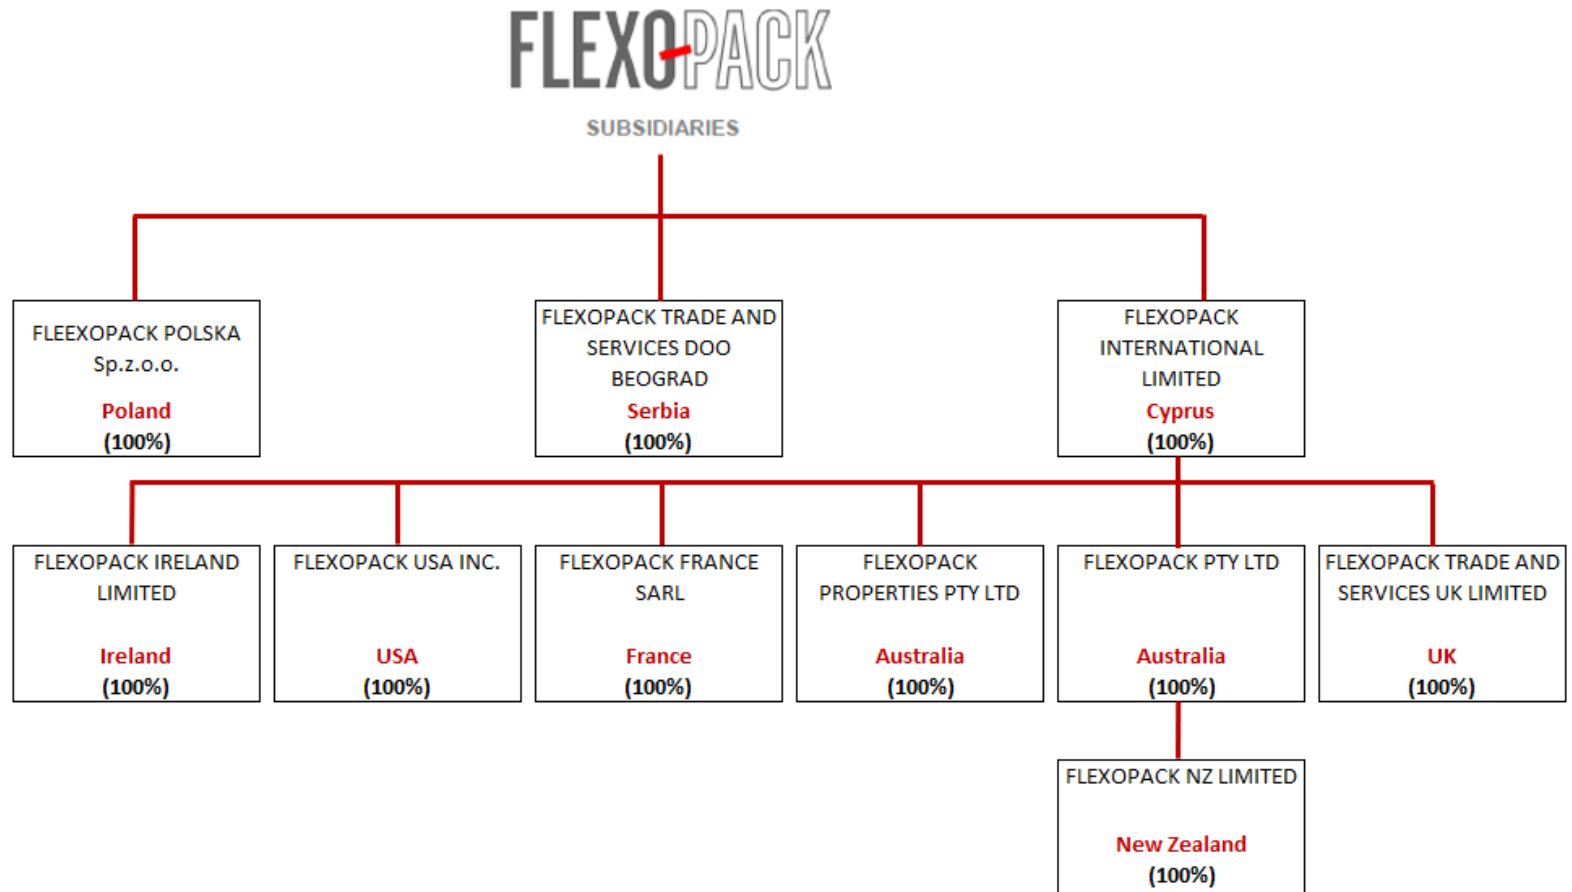 FLEXO-PACK
SUBSIDIARIES
FLEEXOPACK POLSKA
Sp.z.o.o.
Poland
(100%)
FLEXOPACK TRADE AND
SERVICES DOO
BEOGRAD
Serbia
(100%)
FLEXOPACK
INTERNATIONAL
LIMITED
Cyprus
(100%)
FLEXOPACK IRELAND
LIMITED
Ireland
(100%)
FLEXOPACK USA INC.
USA
(100%)
FLEXOPACK FRANCE
SARL
France
(100%)
FLEXOPACK
PROPERTIES PTY LTD
Australia
(100%)
FLEXOPACK PTY LTD
Australia
(100%)
FLEXOPACK TRADE AND
SERVICES UK LIMITED
UK
(100%)
FLEXOPACK NZ LIMITED
New Zealand
(100%)